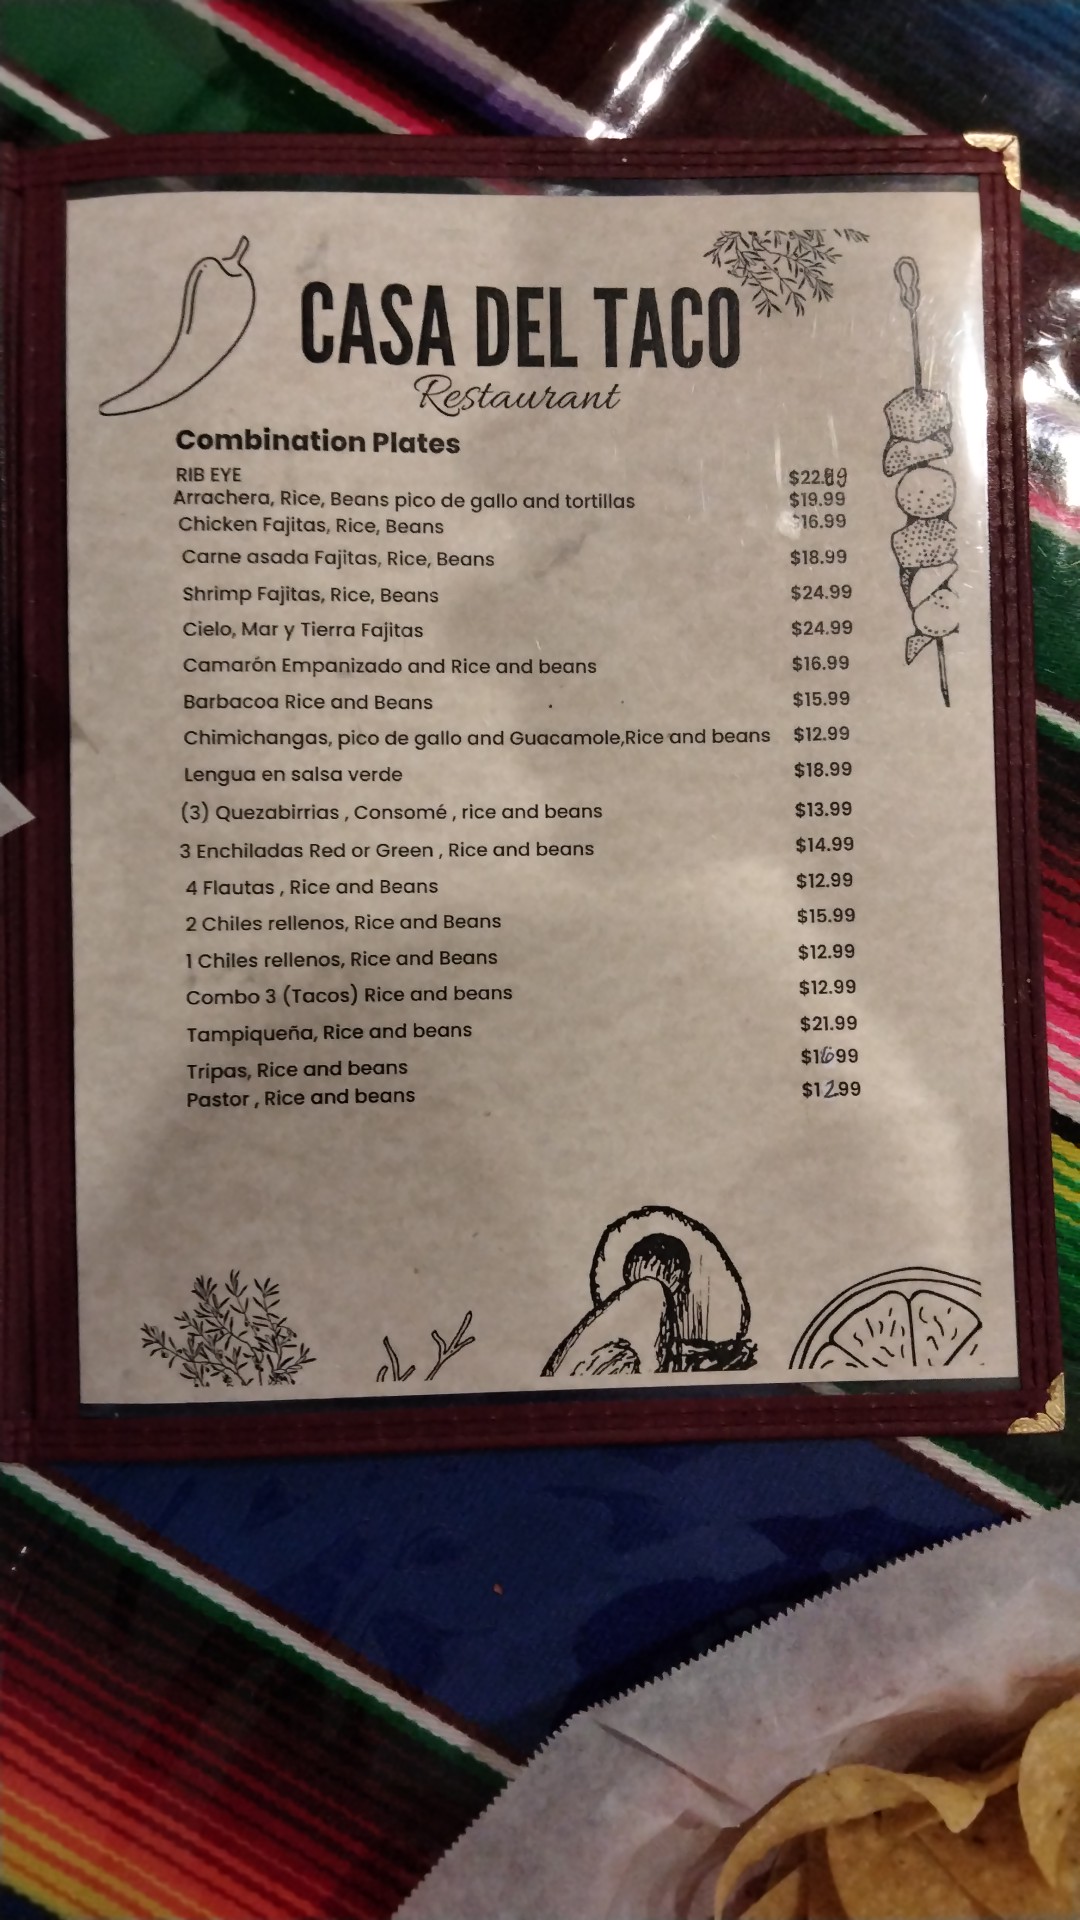 CASA DEL TACO
Restaurant
Combination Plates
RIB EYE
Arrachera, Rice, Beans pico de gallo and tortillas $19.99
Chicken Fajitas, Rice, Beans $16.99
Carne asada Fajitas, Rice, Beans $18.99
Shrimp Fajitas, Rice, Beans $24.99
Cielo, Mar y Tierra Fajitas $24.99
Camarón Empanizado and Rice and beans $16.99
Barbacoa Rice and Beans $15.99
Chimichangas, pico de gallo and Guacamole,Rice and beans $12.99
Lengua en salsa verde $18.99
(3) Quezabirrias , Consomé , rice and beans $13.99
3 Enchiladas Red or Green , Rice and beans $14.99
4 Flautas , Rice and Beans $12.99
2 Chiles rellenos, Rice and Beans $15.99
1 Chiles rellenos, Rice and Beans $12.99
Combo 3 (Tacos) Rice and beans $12.99
Tampiqueña, Rice and beans $21.99
Tripas, Rice and beans $1699
Pastor , Rice and beans $12.99